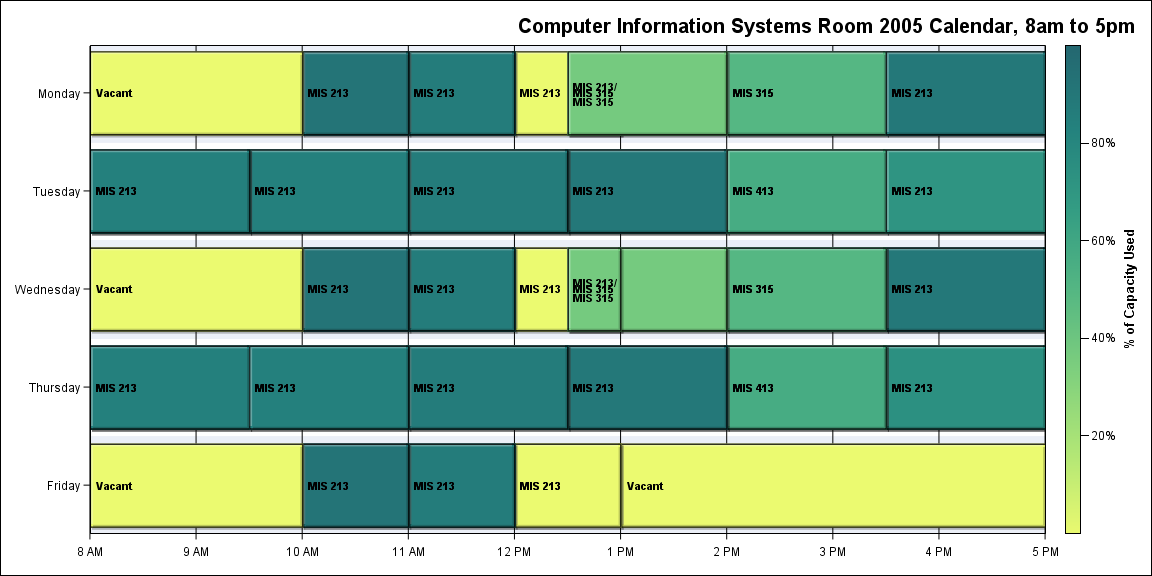 Computer Information Systems Room 2005 Calendar, 8am to 5pm
Monday
Vacant
MIS 213
MIS 213
MIS 213
MIS 213/
MIS 315
MIS 315
MIS 315
MIS 213
Tuesday
MIS 213
MIS 213
MIS 213
MIS 213
MIS 413
MIS 213
Wednesday
Vacant
MIS 213
MIS 213
MIS 213
MIS 213/
MIS 315
MIS 315
MIS 315
MIS 213
Thursday
MIS 213
MIS 213
MIS 213
MIS 213
MIS 413
MIS 213
Friday
Vacant
MIS 213
MIS 213
MIS 213
Vacant
8 AM
9 AM
10 AM
11 AM
12 PM
1 PM
2 PM
3 PM
4 PM
5 PM
80%
60%
40%
20%
% of Capacity Used